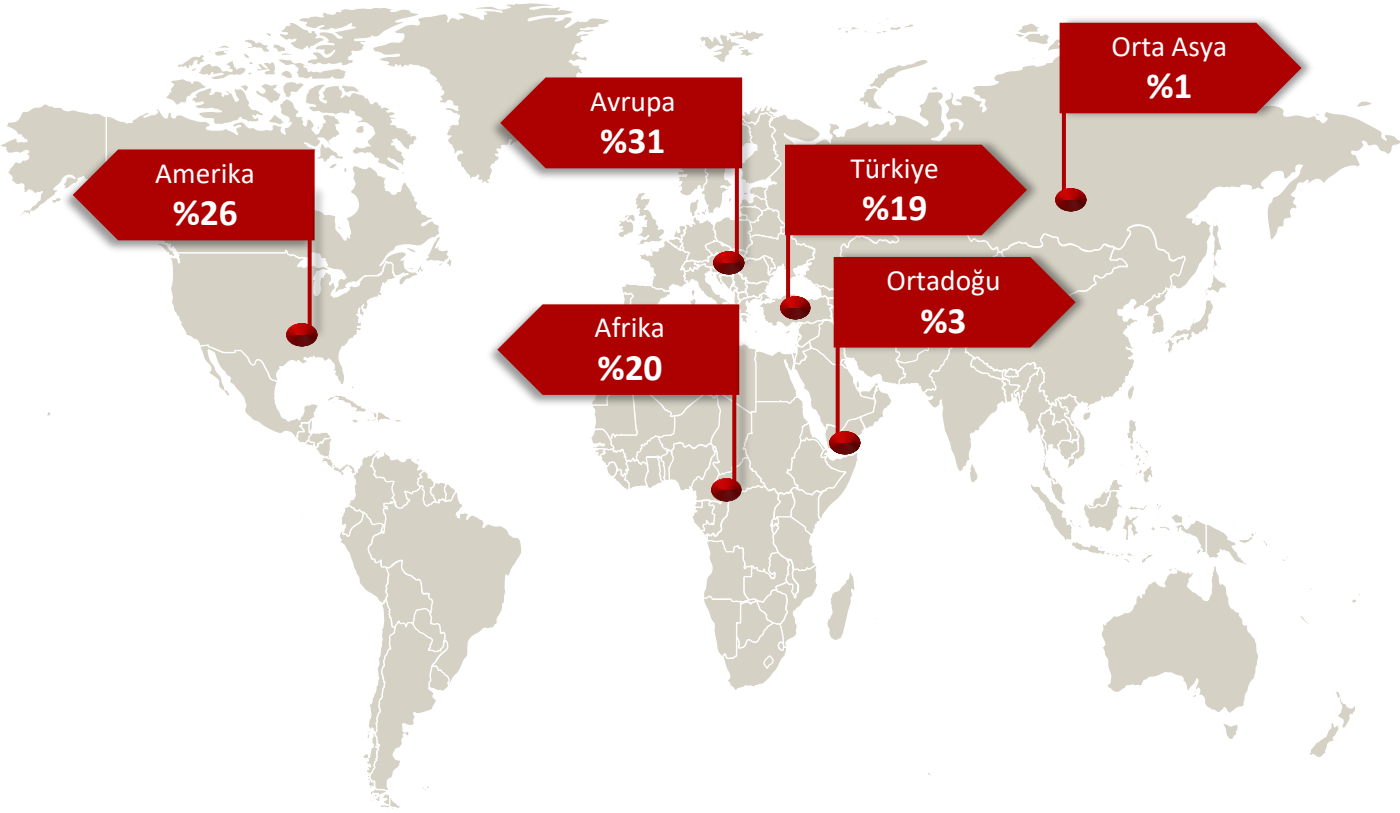 Orta Asya
%1
Avrupa
%31
Amerika
%26
Türkiye
%19
Ortadoğu
%3
Afrika
%20